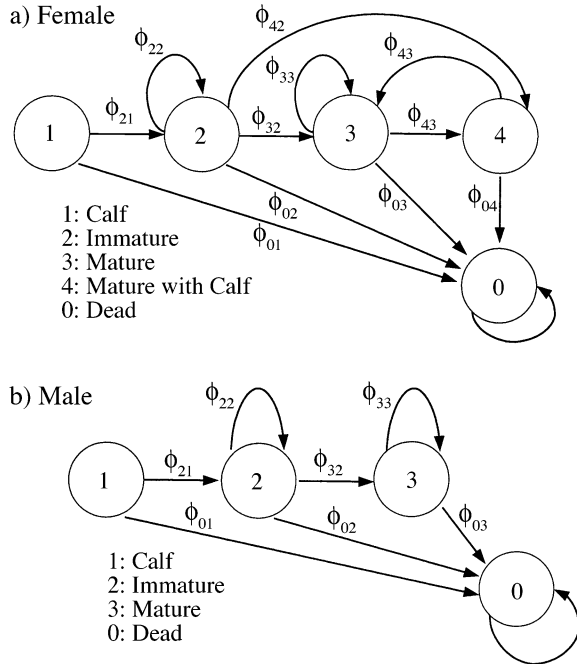 a) Female
ϕ42
ϕ22
ϕ33
ϕ43
ϕ21
ϕ32
ϕ43
1
2
3
4
ϕ02
ϕ03
ϕ04
ϕ01
1: Calf
2: Immature
3: Mature
4: Mature with Calf
0: Dead
0
b) Male
ϕ22
ϕ33
ϕ21
ϕ32
1
2
3
ϕ01
ϕ02
ϕ03
1: Calf
2: Immature
3: Mature
0: Dead
0